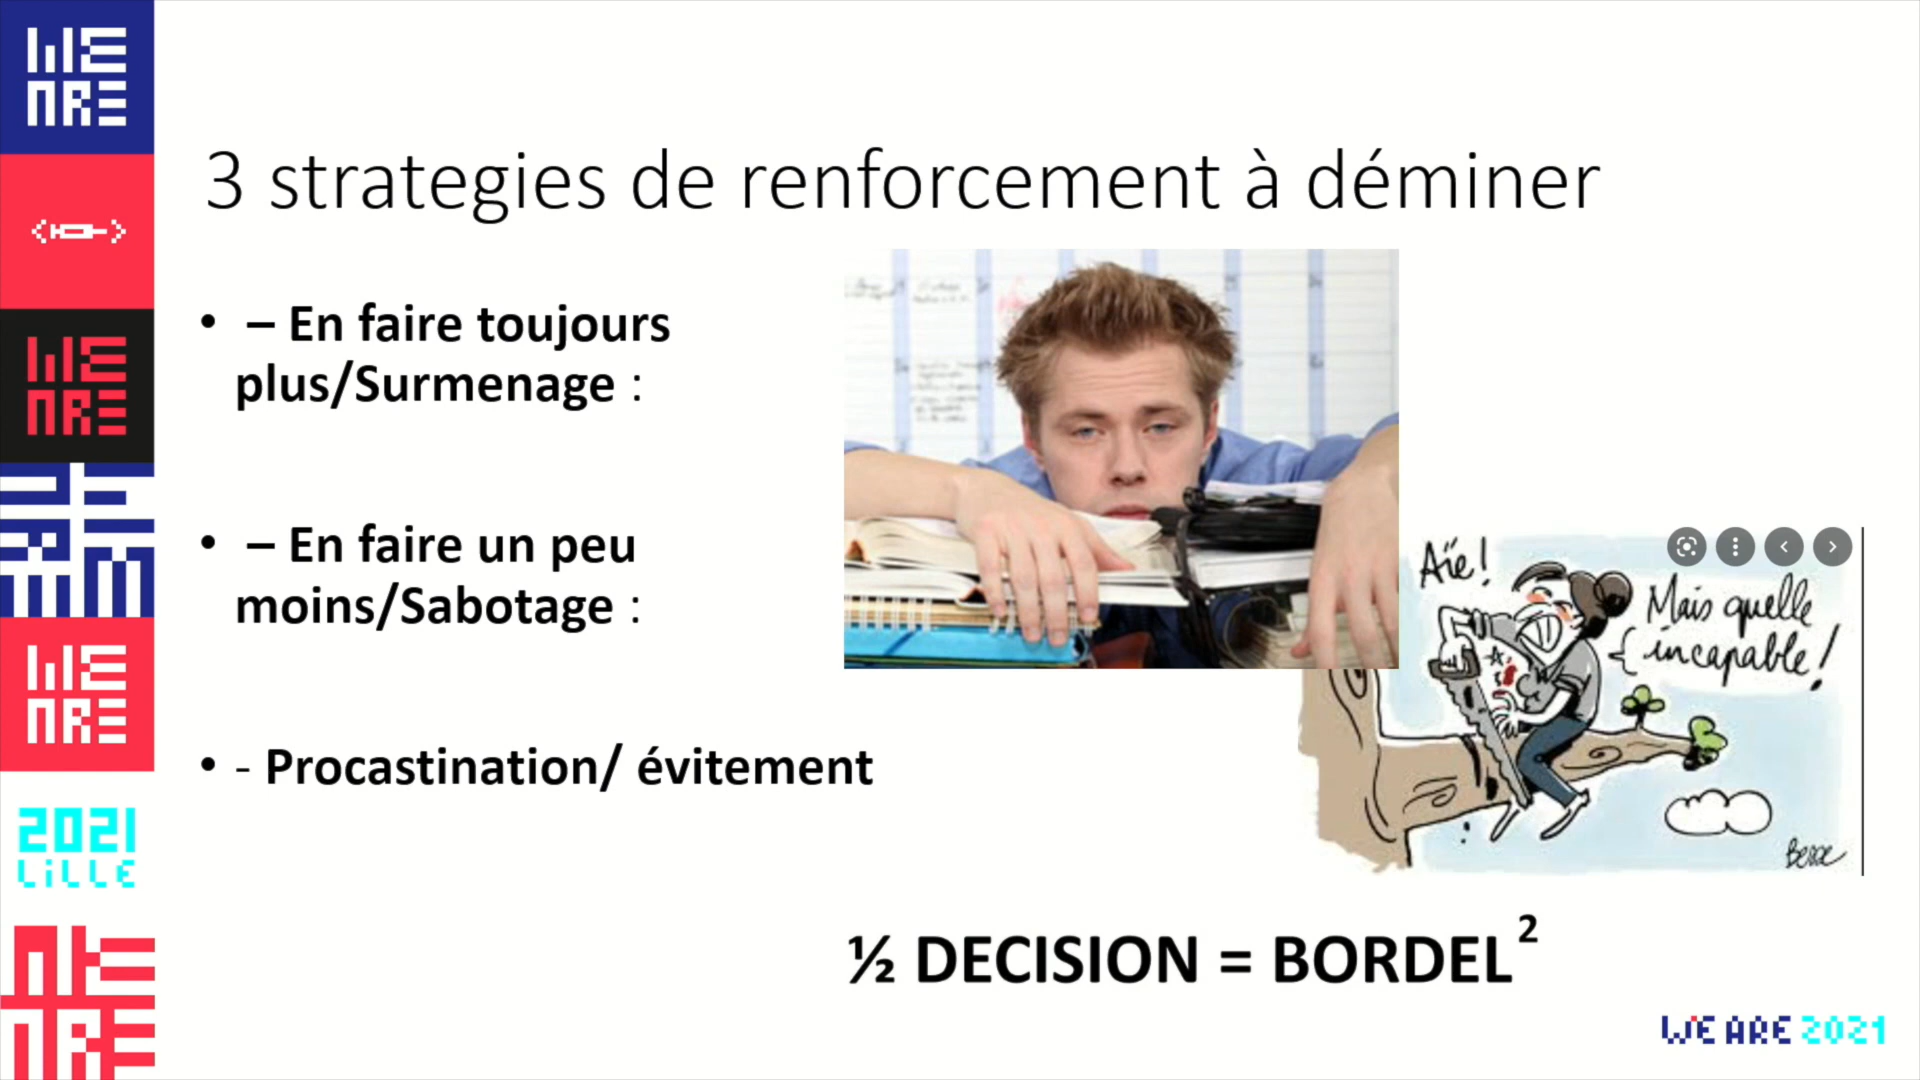 WE
ARE
3 strategies de renforcement à déminer
• – En faire toujours
plus/Surmenage :
WE
ARE
• – En faire un peu
moins/Sabotage :
Aïe!
Mais quelle
incapable!
WE
ARE
• - Procastination/ évitement
2021
LiLLE
½ DECISION = BORDEL²
WE ARE 2021